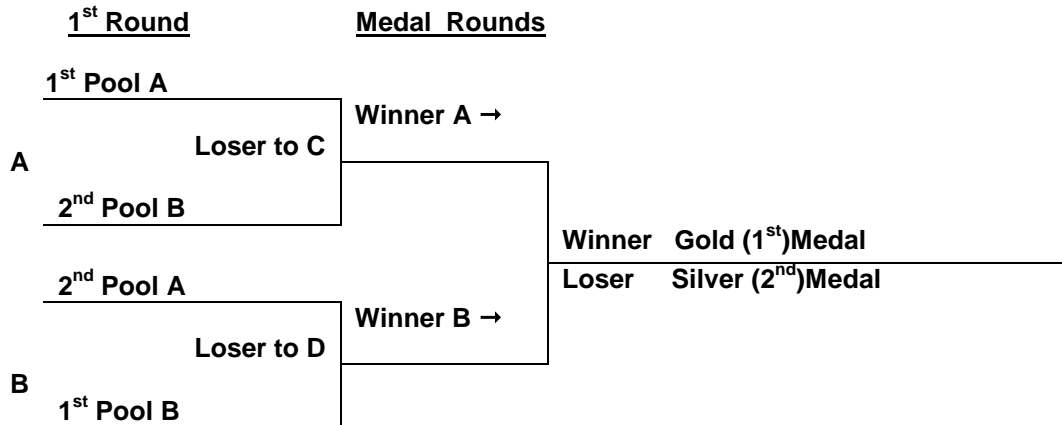 1st Round Medal Rounds
1st Pool A
Winner A →
Loser to C
A
2nd Pool B
Winner Gold (1st)Medal
2nd Pool A
Loser Silver (2nd)Medal
Winner B →
Loser to D
B
1st Pool B